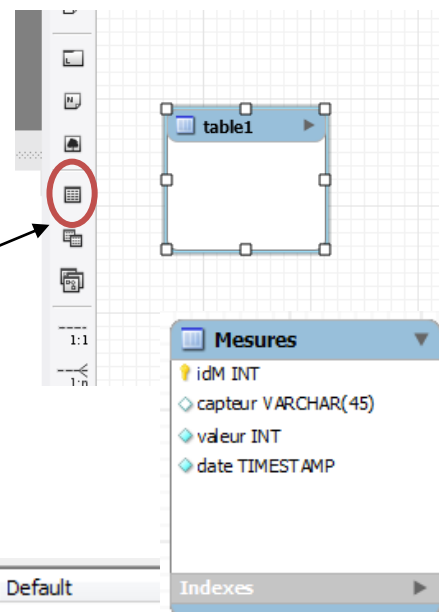 table1
1:1
1:n
Mesures
idM INT
capteur VARCHAR(45)
valeur INT
date TIMESTAMP
Default
Indexes